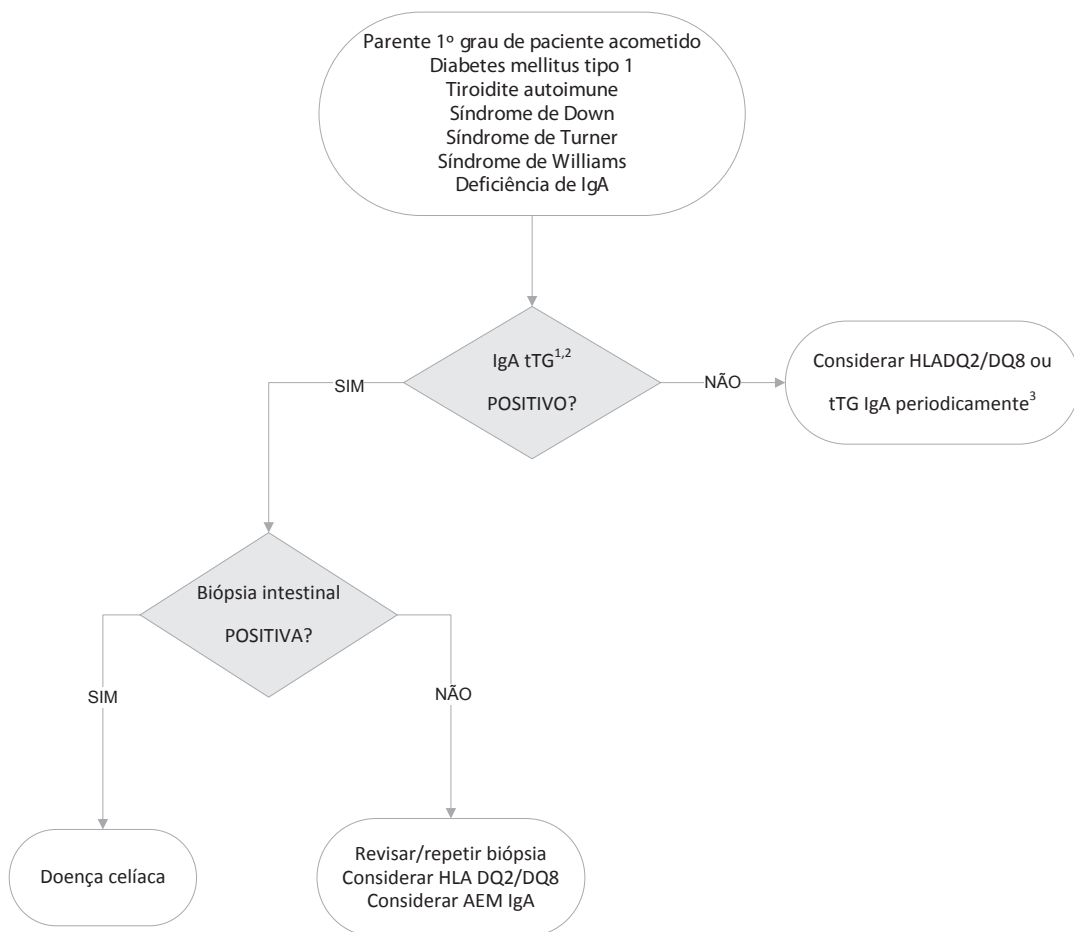 Parente 1º grau de paciente acometido
Diabetes mellitus tipo 1
Tiroidite autoimune
Síndrome de Down
Síndrome de Turner
Síndrome de Williams
Deficiência de IgA
IgA tTG1,2
POSITIVO?
SIM
NÃO
Considerar HLADQ2/DQ8 ou
tTG IgA periodicamente3
Biópsia intestinal
POSITIVA?
SIM
NÃO
Doença celíaca
Revisar/repetir biópsia
Considerar HLA DQ2/DQ8
Considerar AEM IgA